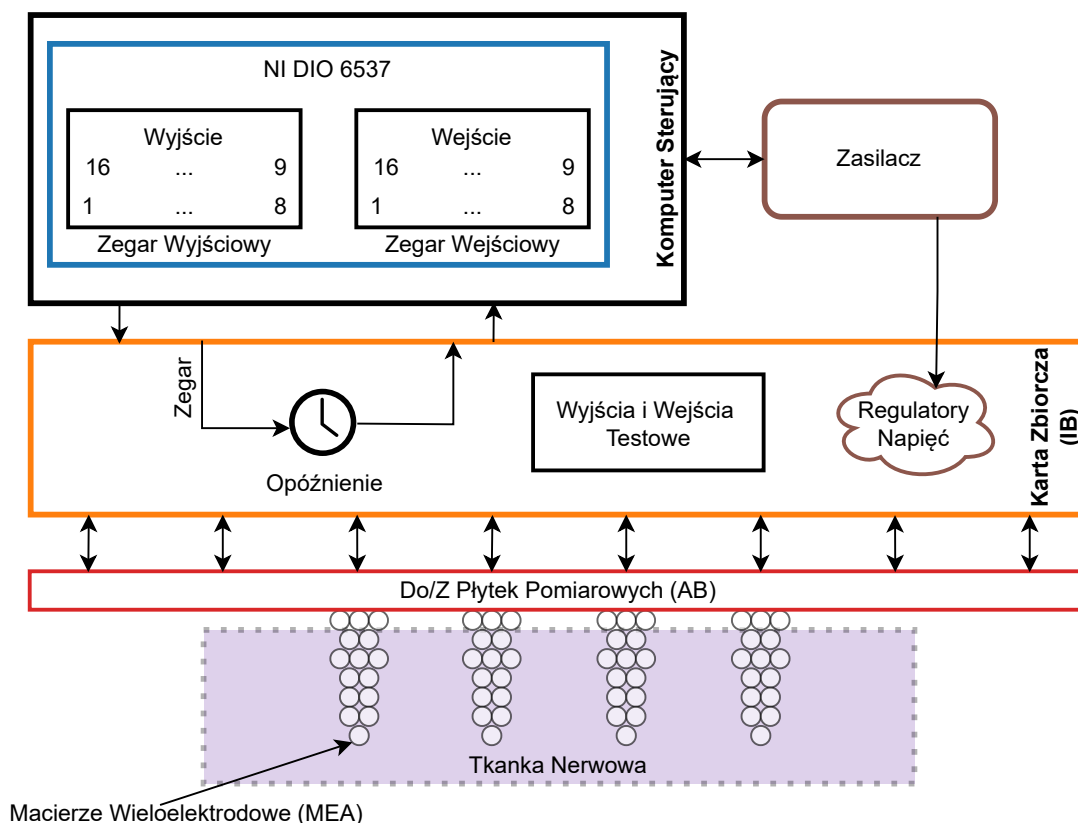 NI DIO 6537
Wyjście
16 ... 9
1 ... 8
Zegar Wyjściowy
Wejście
16 ... 9
1 ... 8
Zegar Wejściowy
Komputer Sterujący
Zasilacz
Zegar
Opóźnienie
Wyjścia i Wejścia
Testowe
Regulatory
Napięć
Karta Zbiorcza
(IB)
Do/Z Płytek Pomiarowych (AB)
Tkanka Nerwowa
Macierze Wieloelektrodowe (MEA)